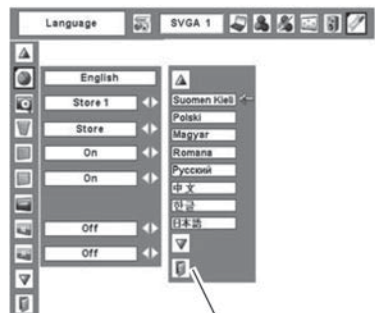 Language
SVGA 1
English
Store 1
Store
On
On
Off
Off
Suomen Kieli
Polski
Magyar
Romana
Русский
中文
한글
日本語